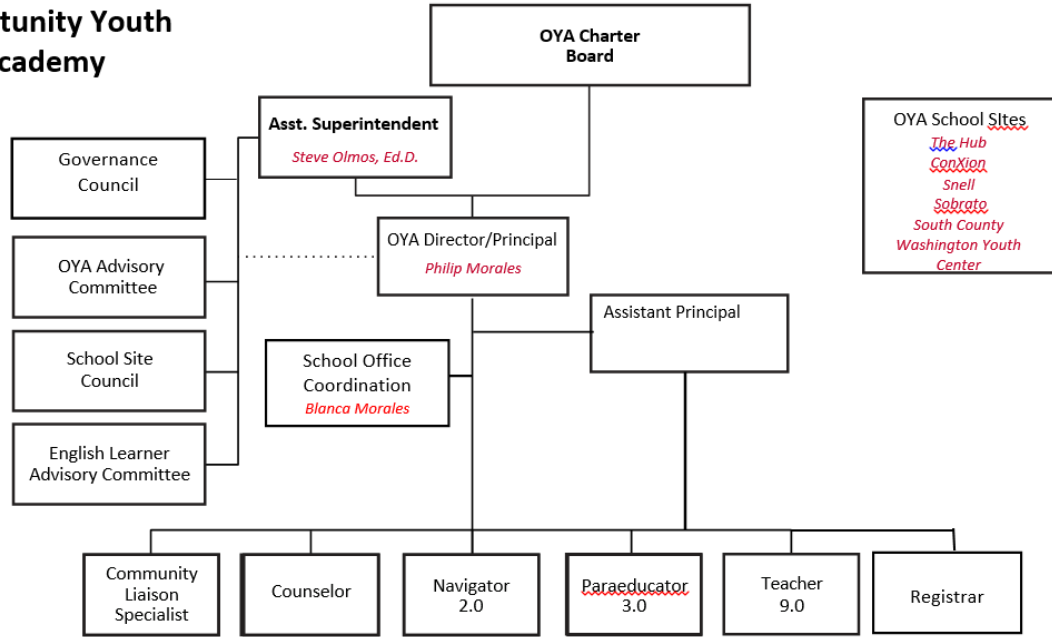 tunity Youth
cademy
OYA Charter
Board
Asst. Superintendent
Steve Olmos, Ed.D.
OYA School SItes
The Hub
ConXion
Snell
Sobrato
South County
Washington Youth
Center
Governance
Council
OYA Director/Principal
Philip Morales
OYA Advisory
Committee
Assistant Principal
School Site
Council
School Office
Coordination
Blanca Morales
English Learner
Advisory Committee
Community
Liaison
Specialist
Counselor
Navigator
2.0
Paraeducator
3.0
Teacher
9.0
Registrar